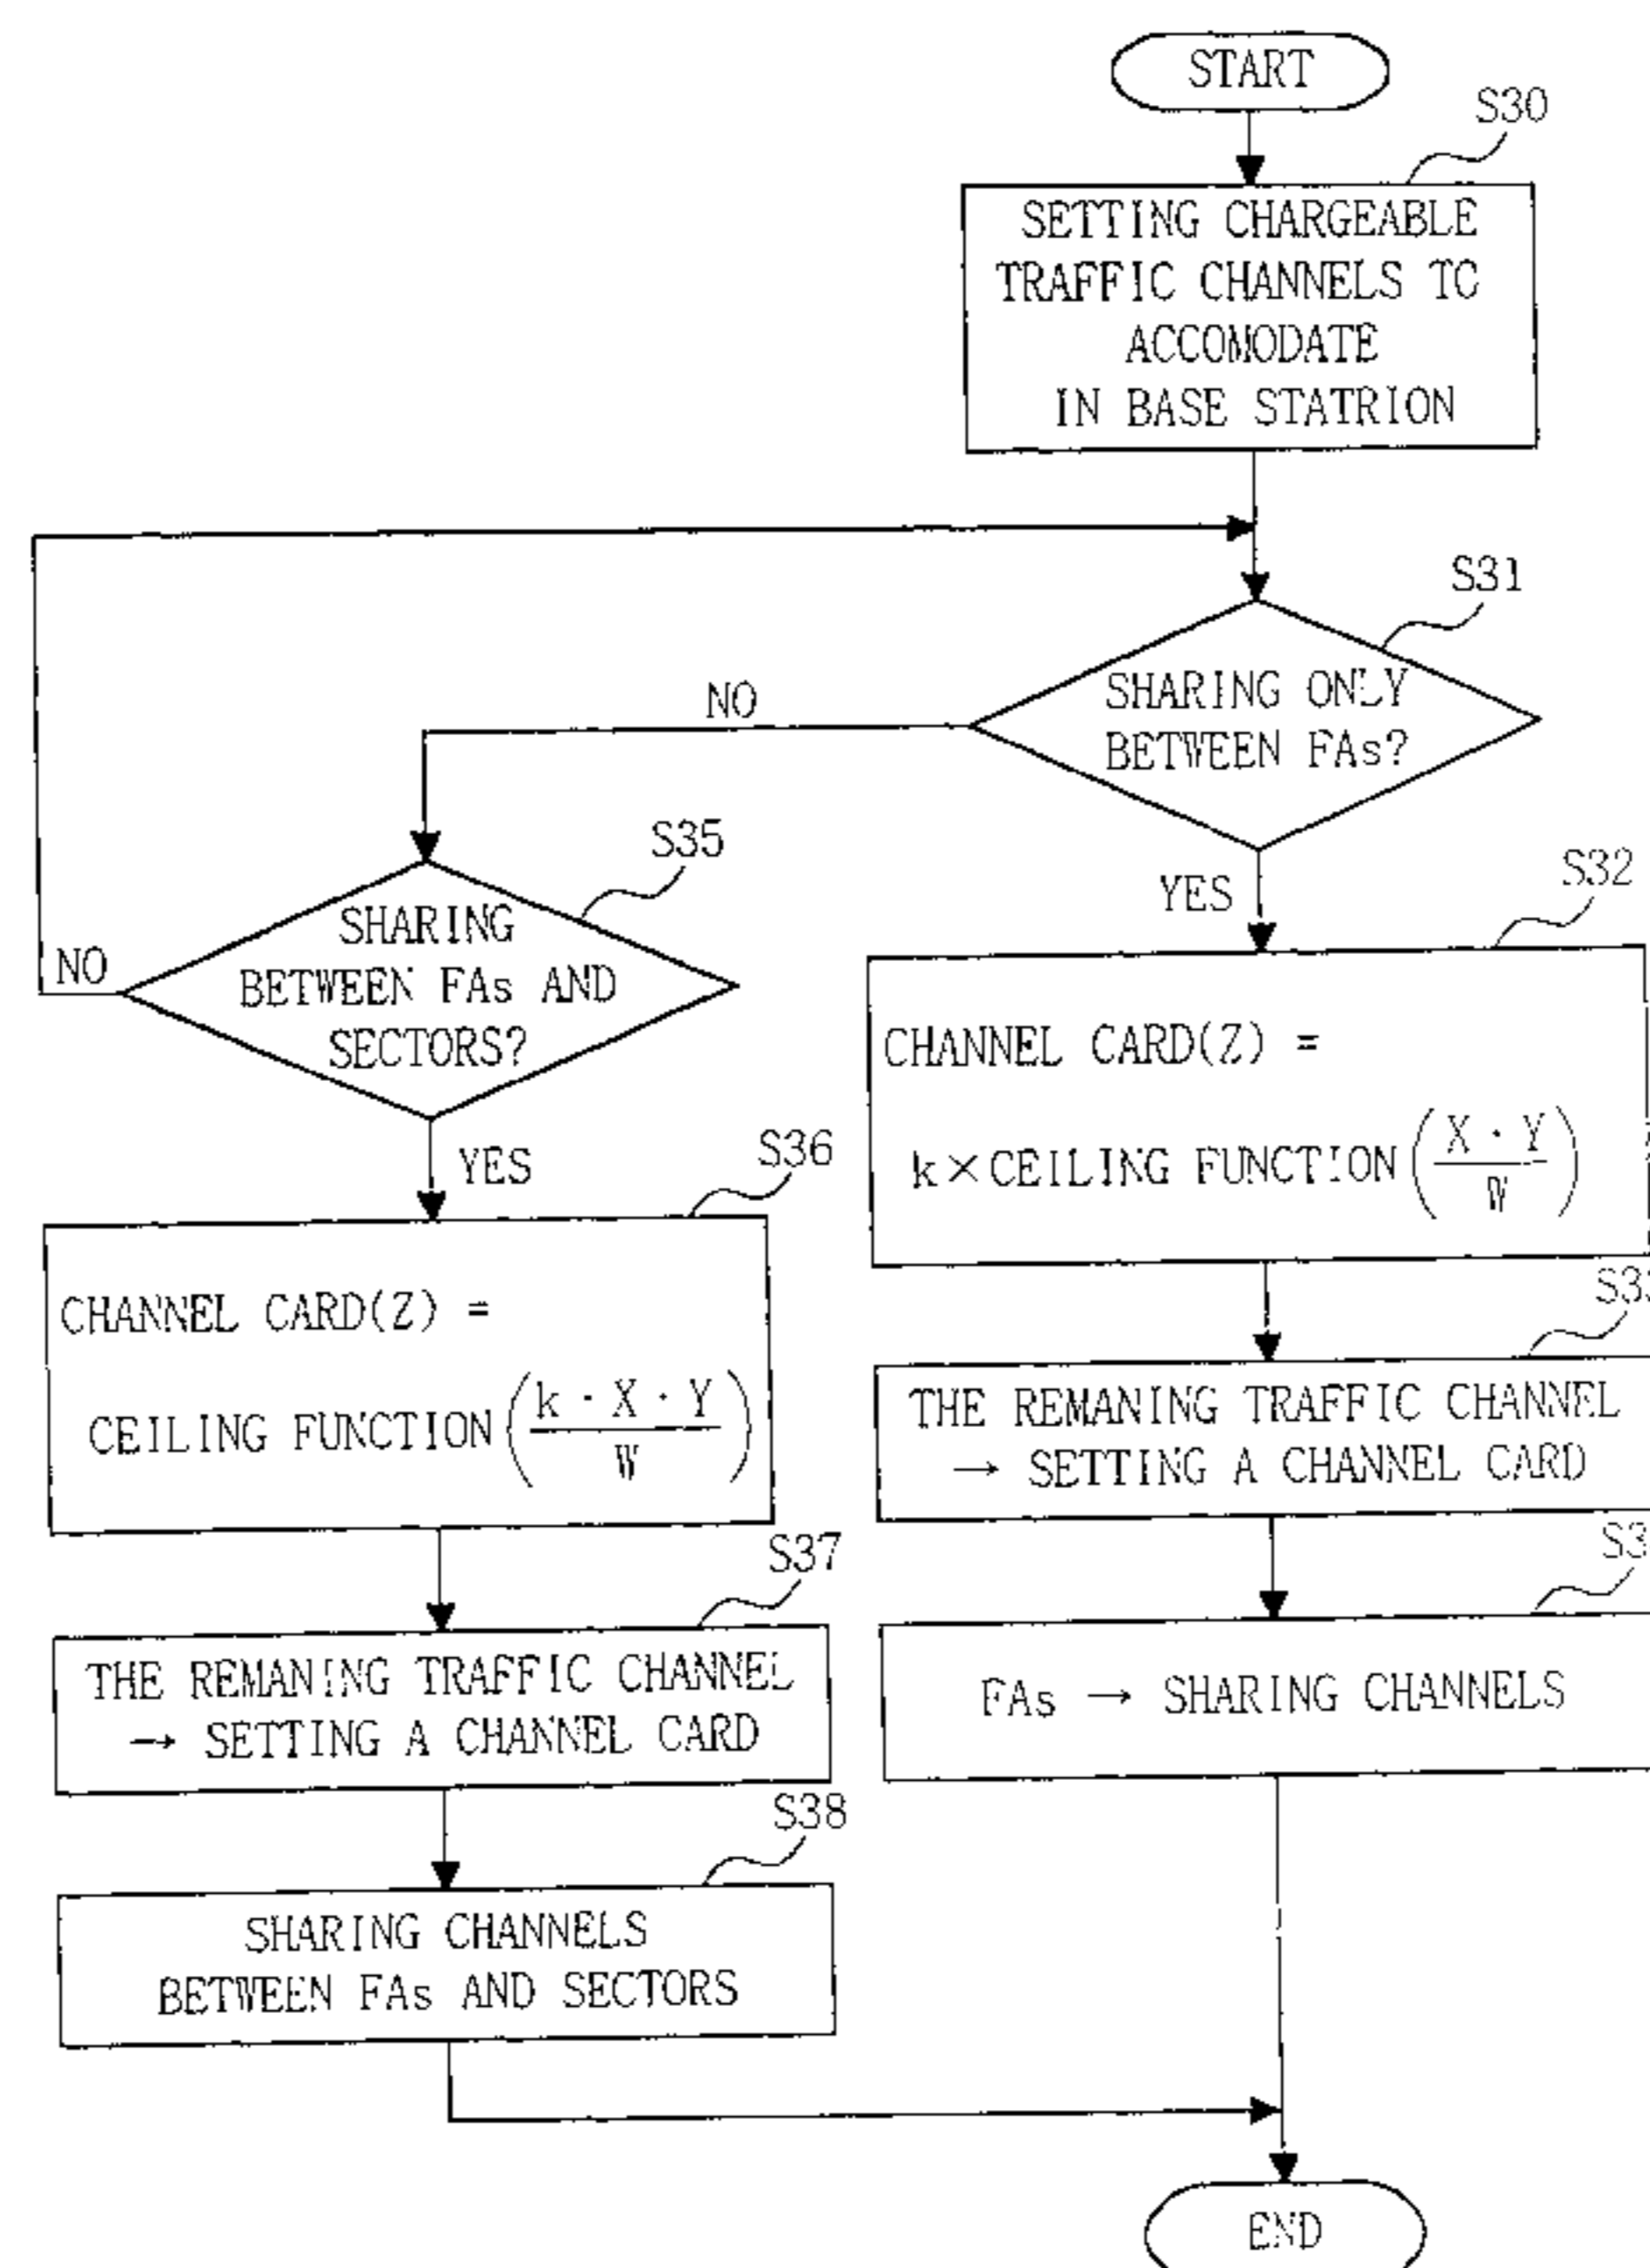 START
S30
SETTING CHARGEABLE
TRAFFIC CHANNELS TO
ACCOMODATE
IN BASE STATRION
S31
SHARING ONLY
BETWEEN FAs?
NO
YES
S35
SHARING
BETWEEN FAs AND
SECTORS?
NO
YES
S32
CHANNEL CARD(Z) =
k×CEILING FUNCTION(X · Y
W)
S36
CHANNEL CARD(Z) =
CEILING FUNCTION(k · X · Y
W)
S33
THE REMANING TRAFFIC CHANNEL
→ SETTING A CHANNEL CARD
S37
THE REMANING TRAFFIC CHANNEL
→ SETTING A CHANNEL CARD
S3
FAs → SHARING CHANNELS
S38
SHARING CHANNELS
BETWEEN FAs AND SECTORS
END